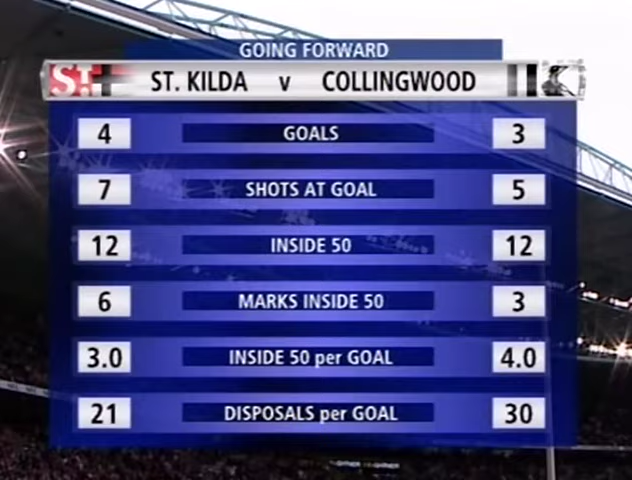 GOING FORWARD
ST. ST. KILDA v COLLINGWOOD
4 GOALS 3
7 SHOTS AT GOAL 5
12 INSIDE 50 12
6 MARKS INSIDE 50 3
3.0 INSIDE 50 per GOAL 4.0
21 DISPOSALS per GOAL 30